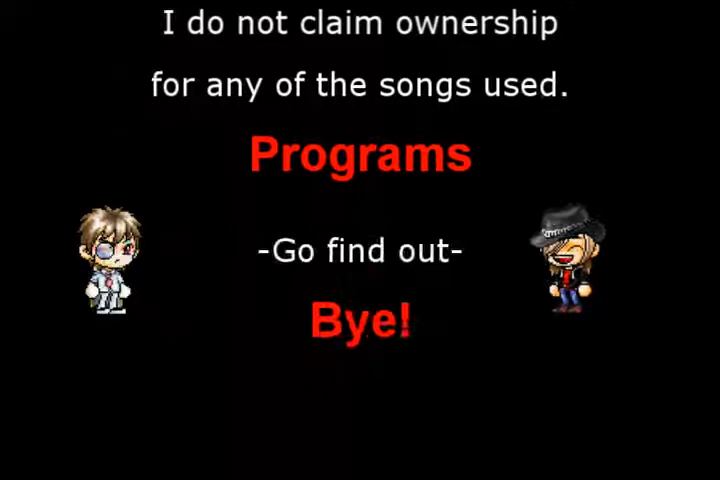 I do not claim ownership
for any of the songs used.
Programs
-Go find out-
Bye!